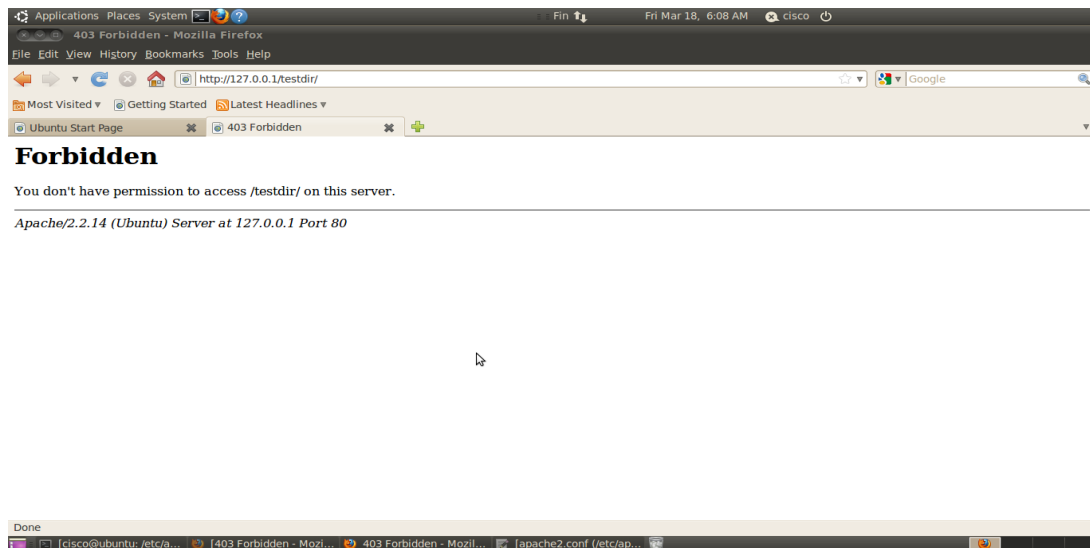 Applications Places System Fin Fri Mar 18, 6:08 AM cisco
403 Forbidden - Mozilla Firefox
File Edit View History Bookmarks Tools Help
http://127.0.0.1/testdir/ Google
Most Visited Getting Started Latest Headlines
Ubuntu Start Page 403 Forbidden
Forbidden
You don't have permission to access /testdir/ on this server.
Apache/2.2.14 (Ubuntu) Server at 127.0.0.1 Port 80
Done
[cisco@ubuntu: /etc/a... [403 Forbidden - Mozi... 403 Forbidden - Mozil... [apache2.conf (/etc/ap...